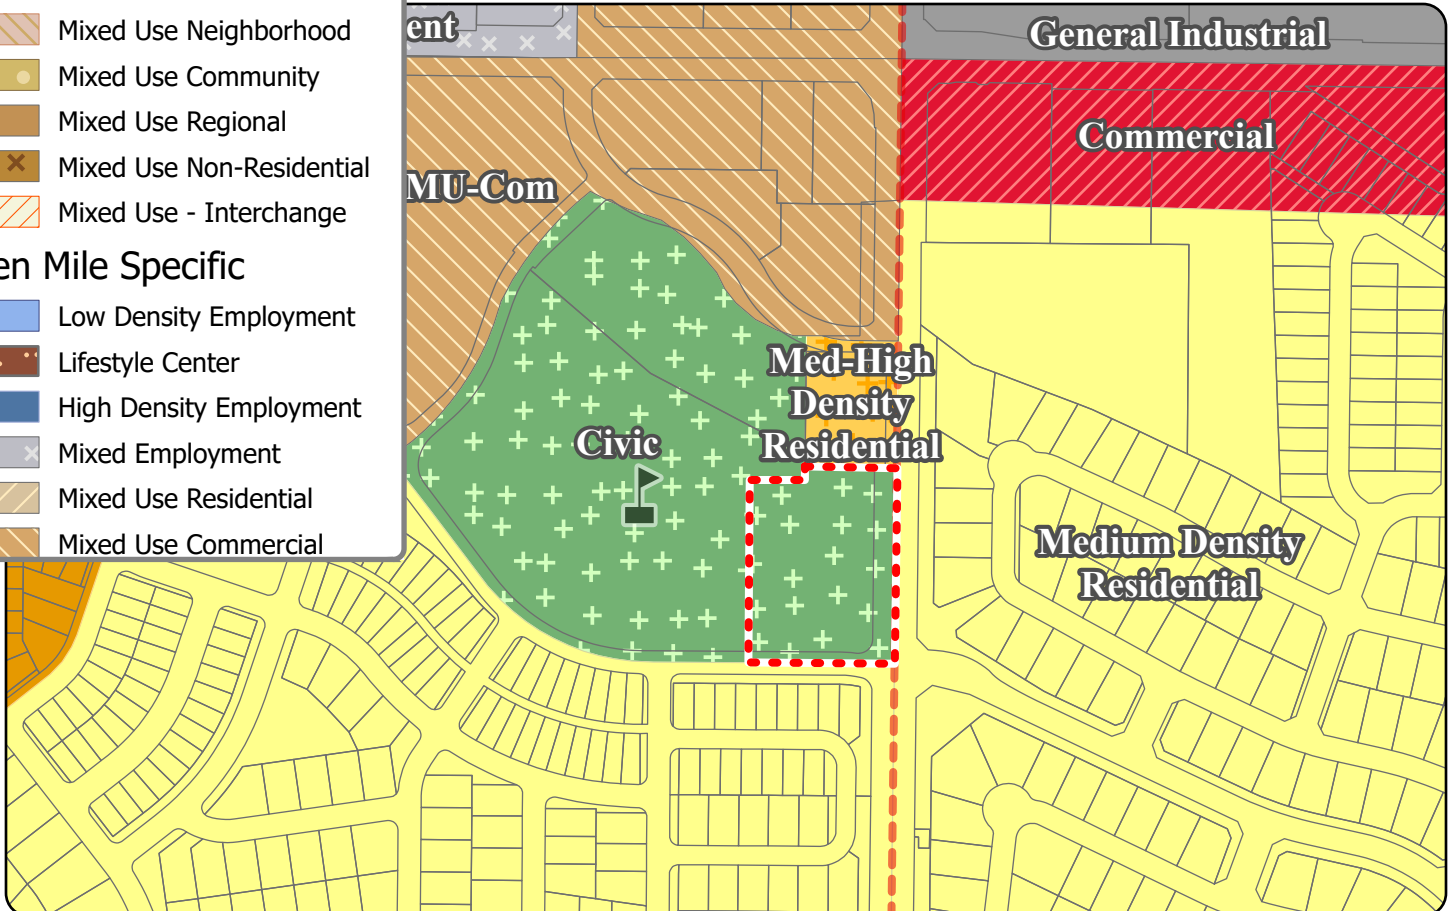 Mixed Use Neighborhood
Mixed Use Community
Mixed Use Regional
Mixed Use Non-Residential
Mixed Use - Interchange
en Mile Specific
Low Density Employment
Lifestyle Center
High Density Employment
Mixed Employment
Mixed Use Residential
Mixed Use Commercial
ent
General Industrial
Commercial
MU-Com
Med-High
Density
Residential
Civic
Medium Density
Residential